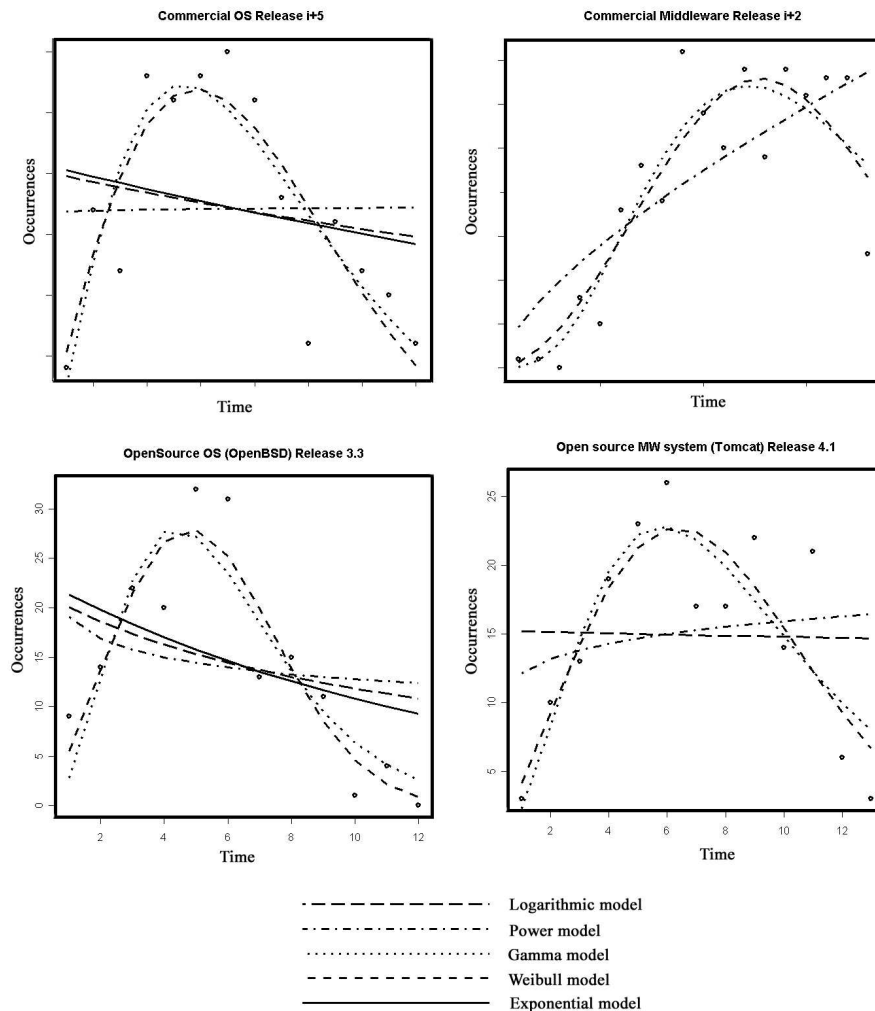 Commercial OS Release i+5
Commercial Middleware Release i+2
Occurrences
Time
Occurrences
Time
OpenSource OS (OpenBSD) Release 3.3
Open source MW system (Tomcat) Release 4.1
Occurrences
30
25
20
15
10
5
0
2 4 6 8 10 12
Time
Occurrences
25
20
15
10
5
2 4 6 8 10 12
Time
Logarithmic model
Power model
Gamma model
Weibull model
Exponential model